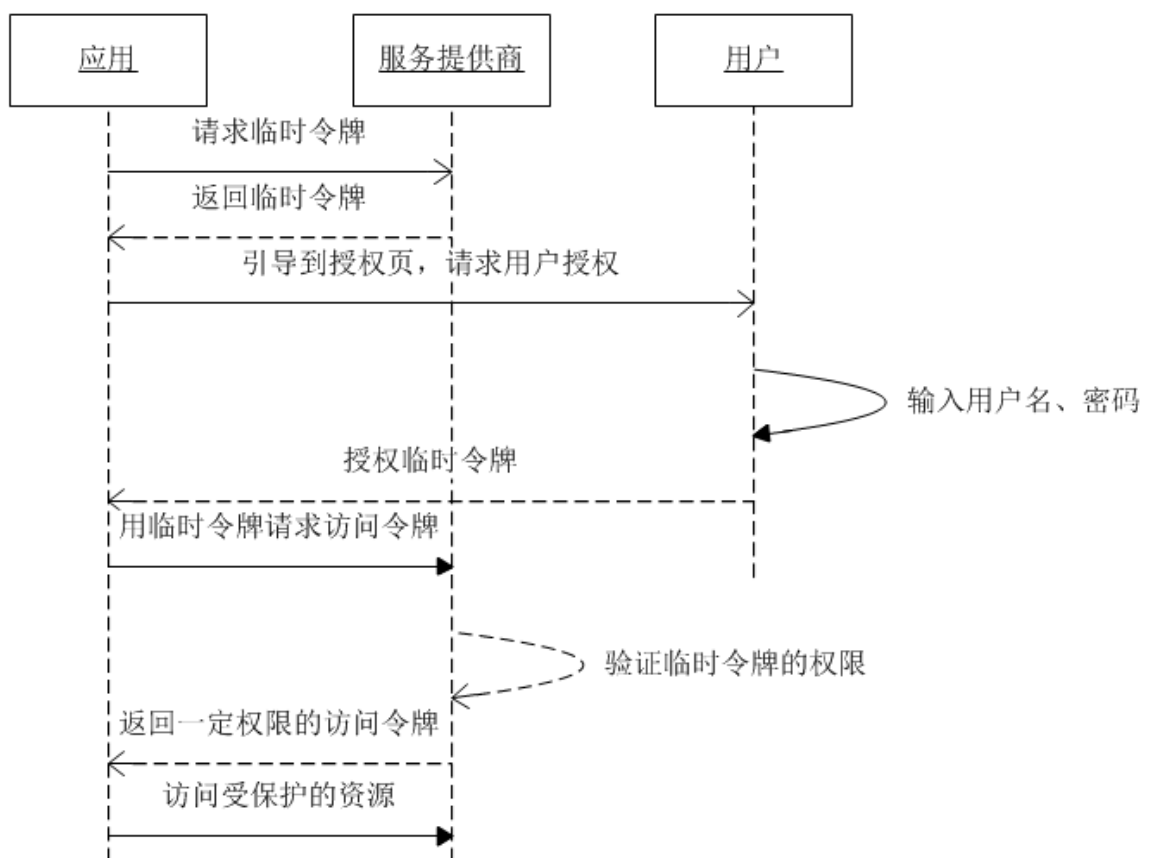 应用
服务提供商
用户
请求临时令牌
返回临时令牌
引导到授权页，请求用户授权
输入用户名、密码
授权临时令牌
用临时令牌请求访问令牌
验证临时令牌的权限
返回一定权限的访问令牌
访问受保护的资源